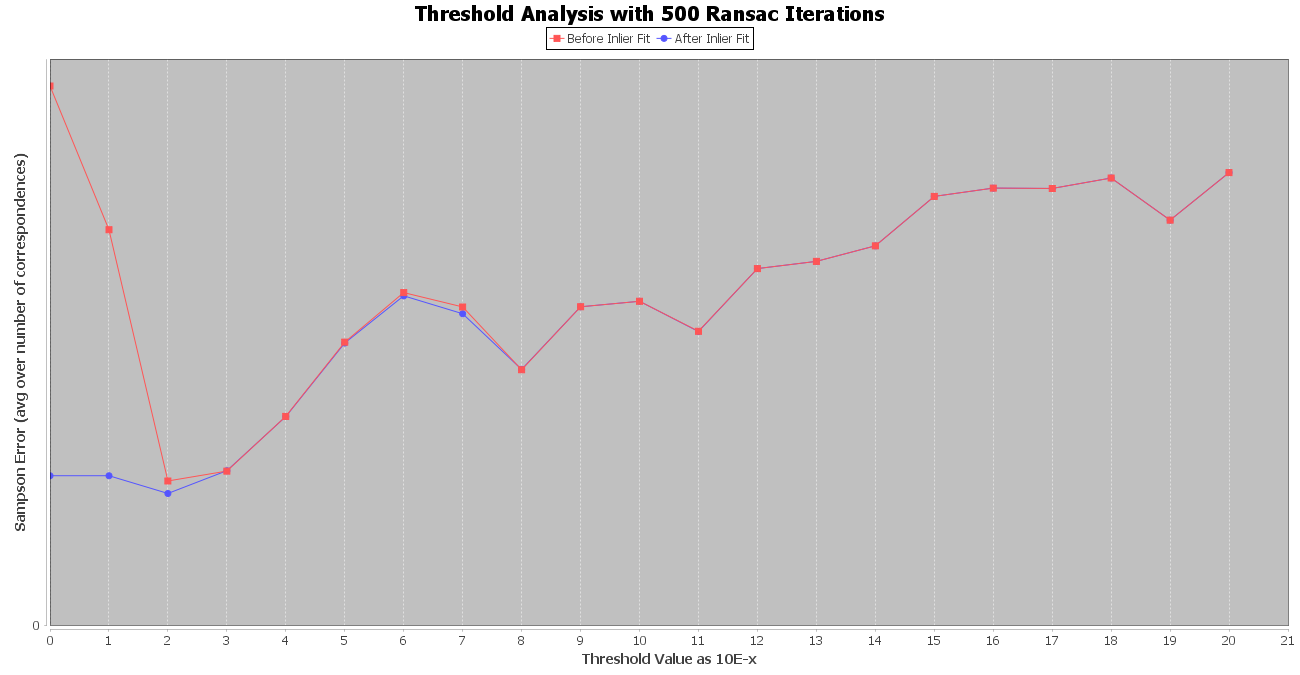 Threshold Analysis with 500 Ransac Iterations
Before Inlier Fit After Inlier Fit
Sampson Error (avg over number of correspondences)
0
0 1 2 3 4 5 6 7 8 9 10 11 12 13 14 15 16 17 18 19 20 21
Threshold Value as 10E-x